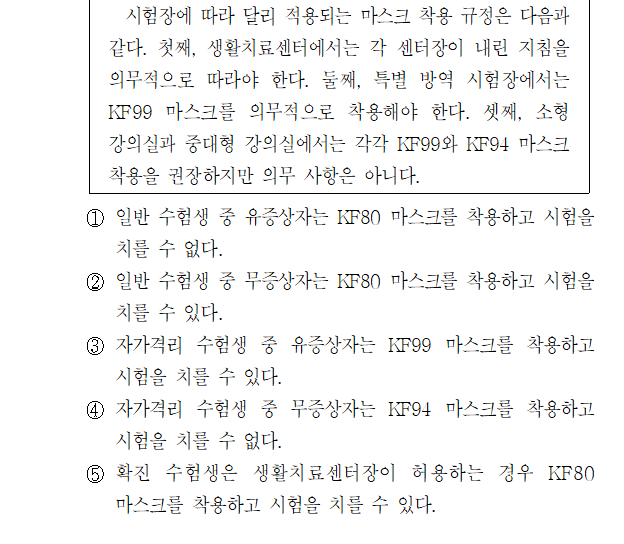 시험장에 따라 달리 적용되는 마스크 착용 규정은 다음과
같다. 첫째, 생활치료센터에서는 각 센터장이 내린 지침을
의무적으로 따라야 한다. 둘째, 특별 방역 시험장에서는
KF99 마스크를 의무적으로 착용해야 한다. 셋째, 소형
강의실과 중대형 강의실에서는 각각 KF99와 KF94 마스크
착용을 권장하지만 의무 사항은 아니다.
① 일반 수험생 중 유증상자는 KF80 마스크를 착용하고 시험을
치를 수 없다.
② 일반 수험생 중 무증상자는 KF80 마스크를 착용하고 시험을
치를 수 있다.
③ 자가격리 수험생 중 유증상자는 KF99 마스크를 착용하고
시험을 치를 수 있다.
④ 자가격리 수험생 중 무증상자는 KF94 마스크를 착용하고
시험을 치를 수 없다.
⑤ 확진 수험생은 생활치료센터장이 허용하는 경우 KF80
마스크를 착용하고 시험을 치를 수 있다.